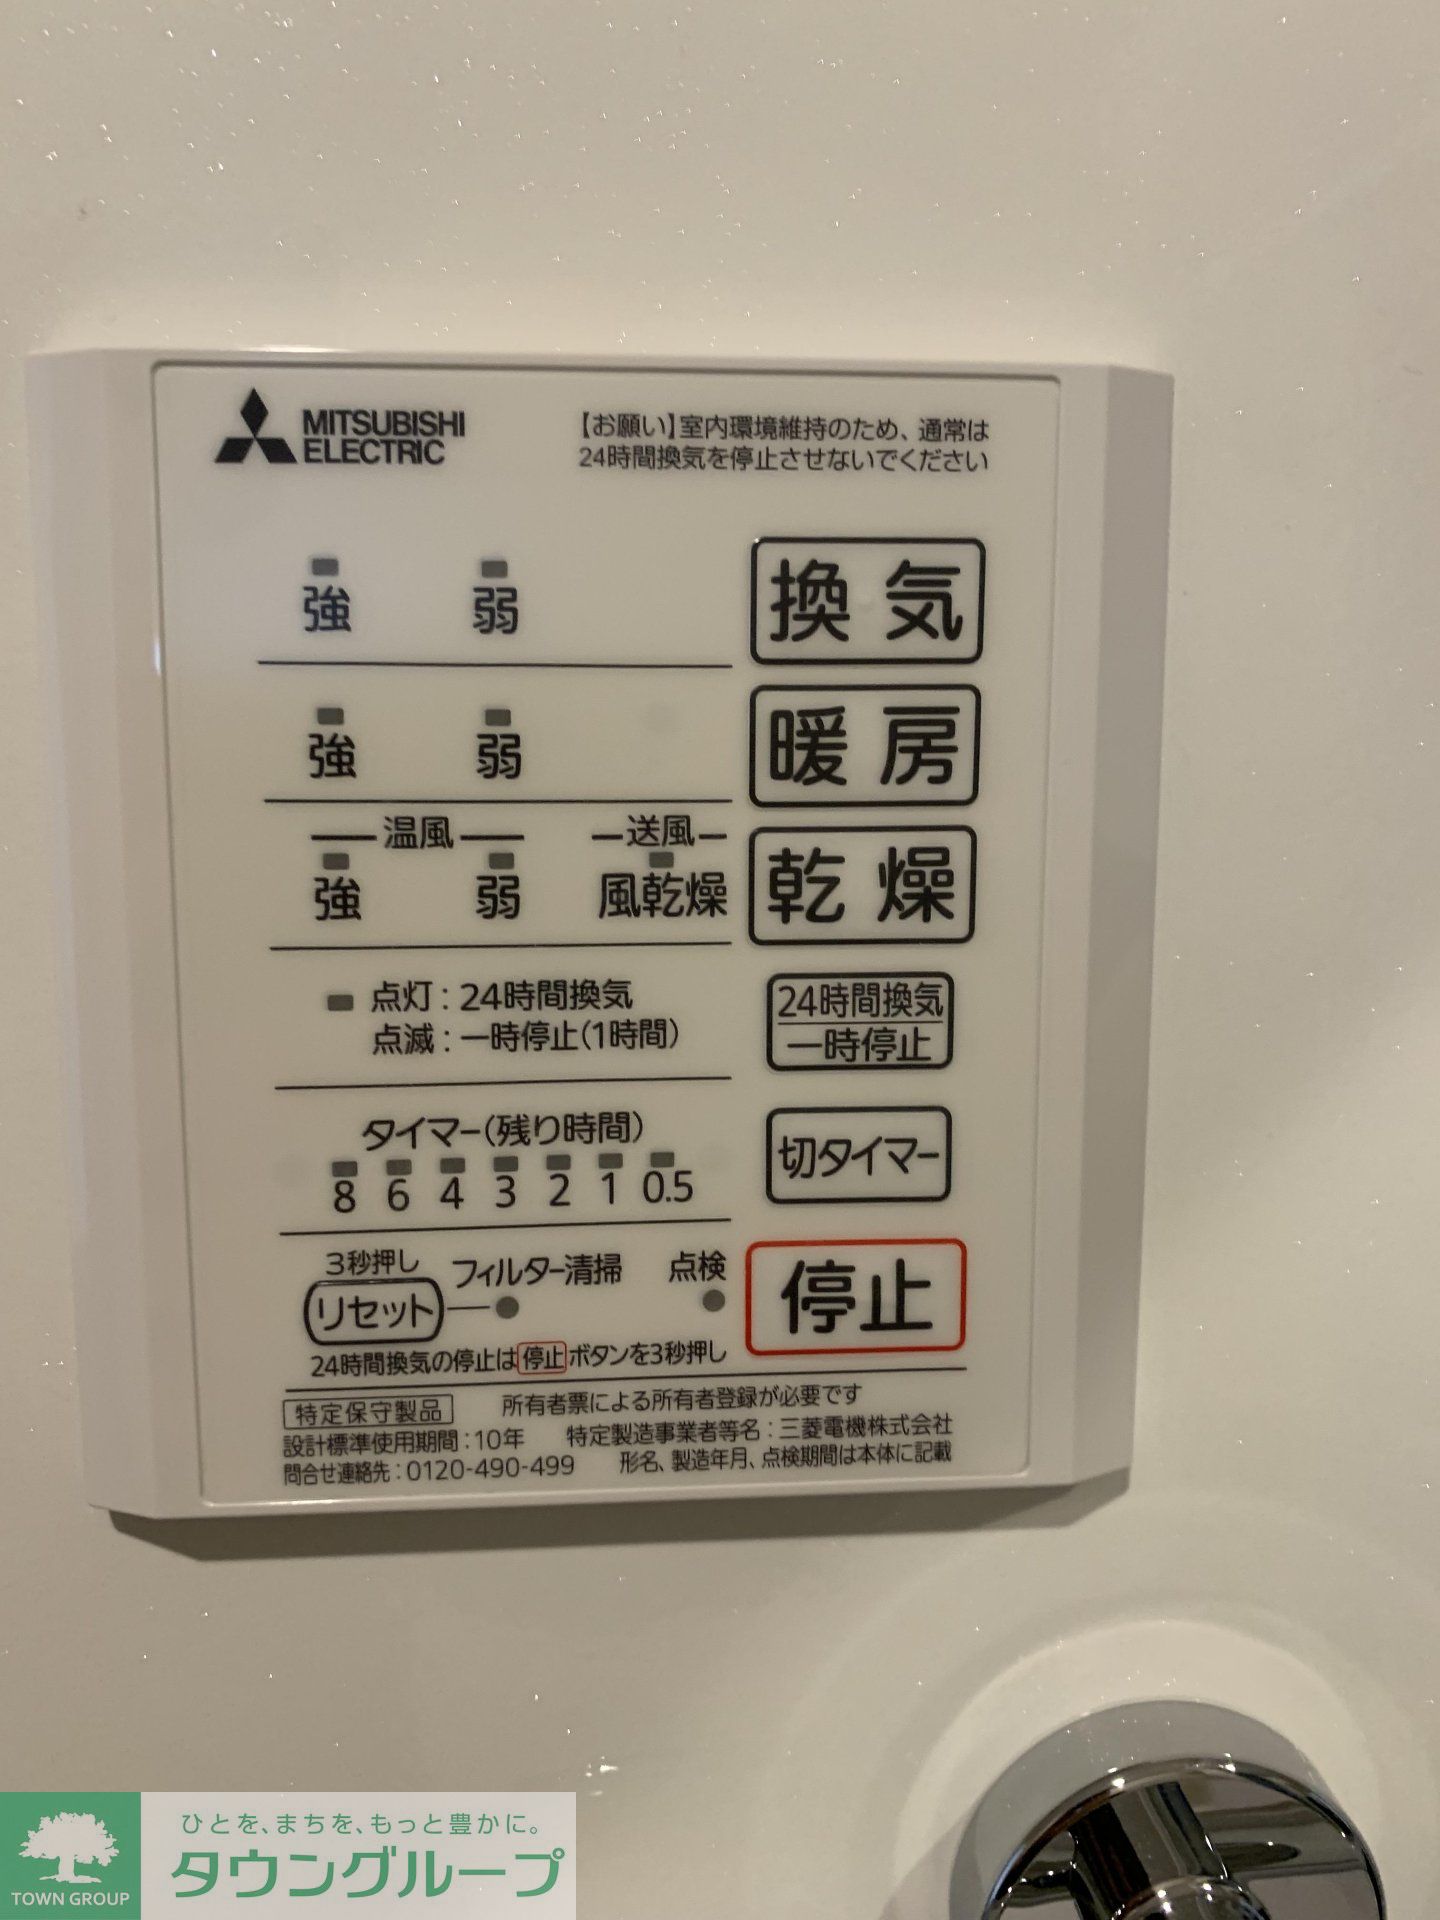 MITSUBISHI
ELECTRIC
【お願い】室内環境維持のため、通常は
24時間換気を停止させないでください
強 弱 換気
強 弱 暖房
温風 送風
強 弱 風乾燥 乾燥
点灯:24時間換気
点滅:一時停止(1時間)
24時間換気
一時停止
タイマー(残り時間)
8 6 4 3 2 1 0.5
切タイマー
3秒押し フィルター清掃 点検
リセット
停止
24時間換気の停止は停止ボタンを3秒押し
特定保守製品 所有者票による所有者登録が必要です
設計標準使用期間:10年 特定製造事業者等名:三菱電機株式会社
問合せ連絡先:0120-490-499 形名、製造年月、点検期間は本体に記載
ひとを、まちを、もっと豊かに。
タウングループ
TOWN GROUP